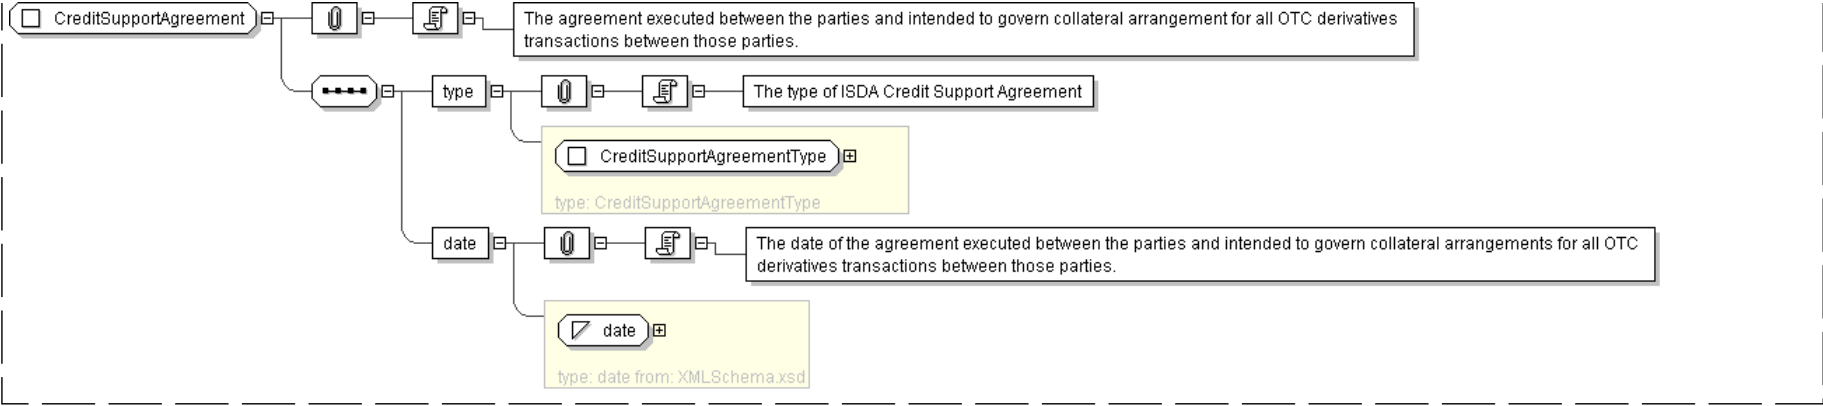 CreditSupportAgreement
The agreement executed between the parties and intended to govern collateral arrangement for all OTC derivatives
transactions between those parties.
type
The type of ISDA Credit Support Agreement
CreditSupportAgreementType
type: CreditSupportAgreementType
date
The date of the agreement executed between the parties and intended to govern collateral arrangements for all OTC
derivatives transactions between those parties.
date
type: date from: XMLSchema.xsd